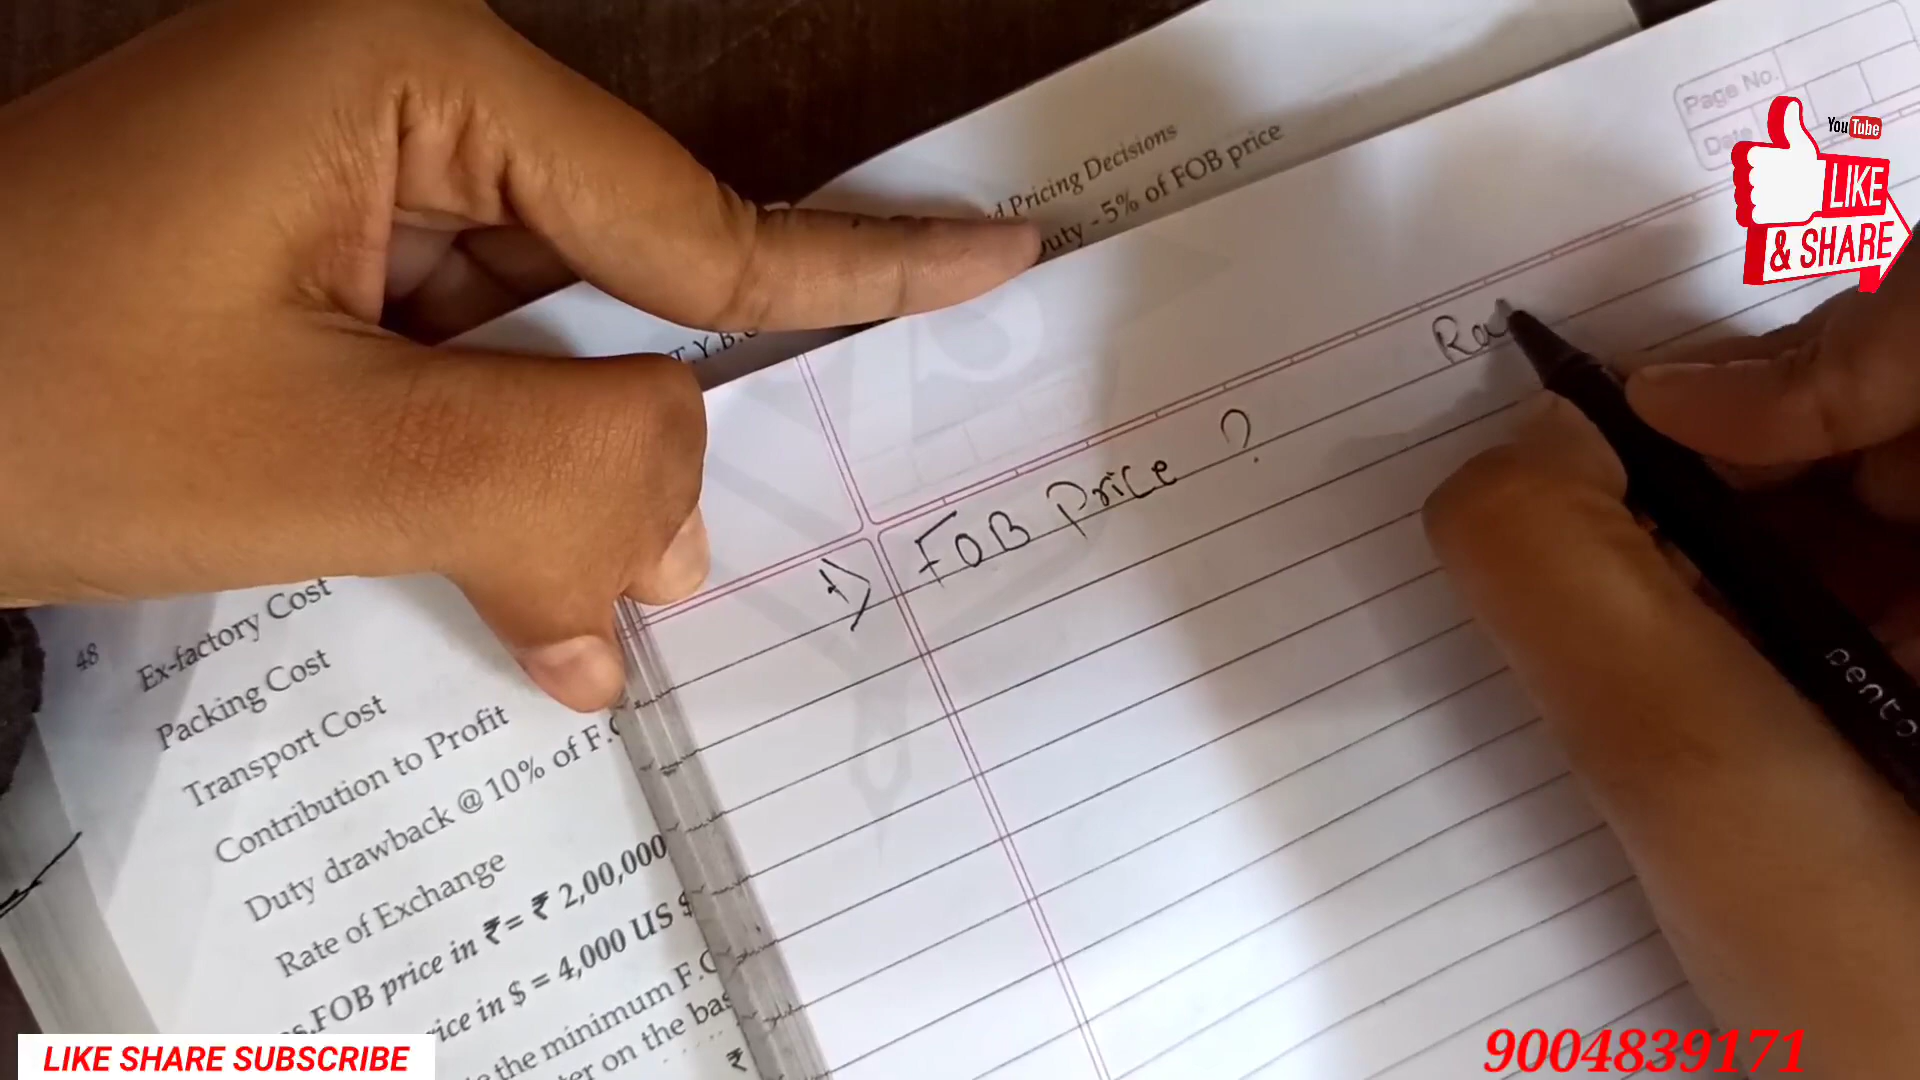 d Pricing Decisions
Duty - 5% of FOB price
T.Y.B.
Page No.
Date
You Tube
LIKE
& SHARE
1) FOB Price ?
Ra
48
Ex-factory Cost
Packing Cost
Transport Cost
Contribution to Profit
Duty drawback @ 10% of F.
Rate of Exchange
FOB price in ₹ = ₹ 2,00,000
rice in $ = 4,000 US $
the minimum F.
on the bas
₹
pento
LIKE SHARE SUBSCRIBE
9004839171